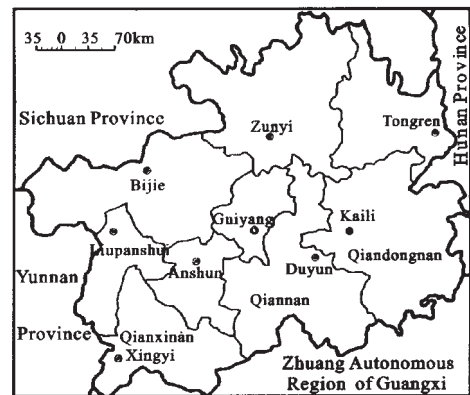 35 0 35 70km
Hunan Province
Sichuan Province
Zunyi
Tongren
Bijie
Guiyang
Kaili
Liupanshui
Qiandongnan
Anshun
Duyun
Yunnan
Qiannan
Province
Qianxinàn
Xingyi
Zhuang Autonomous
Region of Guangxi